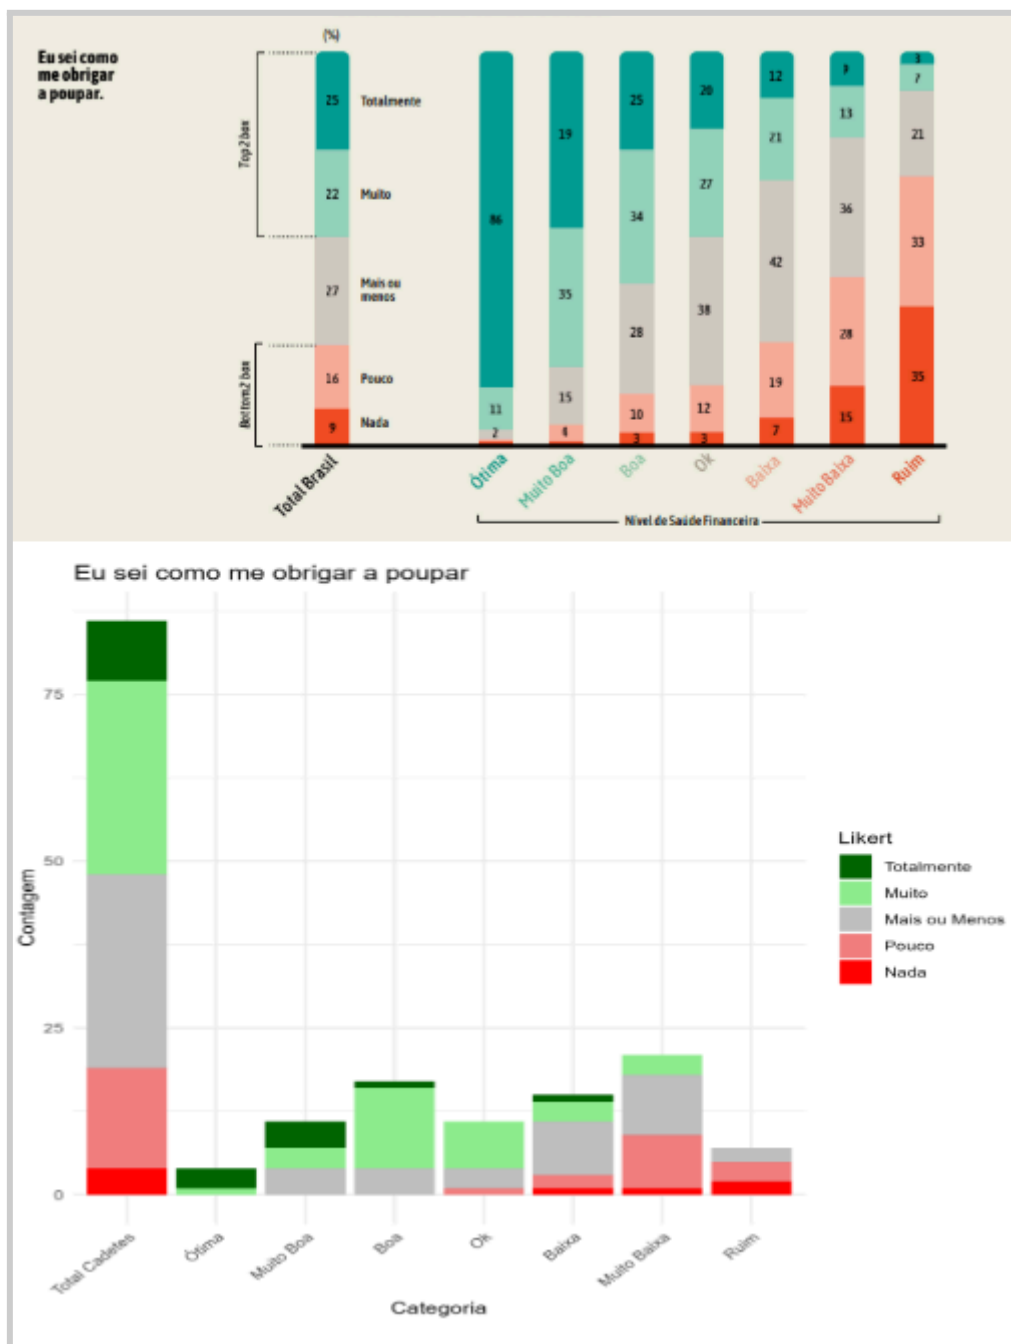 (%)
Eu sei como
me obrigar
a poupar.
Top 2 box
Bottom 2 box
25
22
27
16
9
Totalmente
Muito
Mais ou
menos
Pouco
Nada
86
11
2
19
35
15
4
25
34
28
10
3
20
27
38
12
3
12
21
42
19
7
9
13
36
28
15
3
7
21
33
35
Total Brasil
Ótima
Muito Boa
Boa
Ok
Baixa
Muito Baixa
Ruim
Nível de Saúde Financeira
Eu sei como me obrigar a poupar
Contagem
75
50
25
0
Total Cadetes
Ótima
Muito Boa
Boa
Ok
Baixa
Muito Baixa
Ruim
Categoria
Likert
Totalmente
Muito
Mais ou Menos
Pouco
Nada